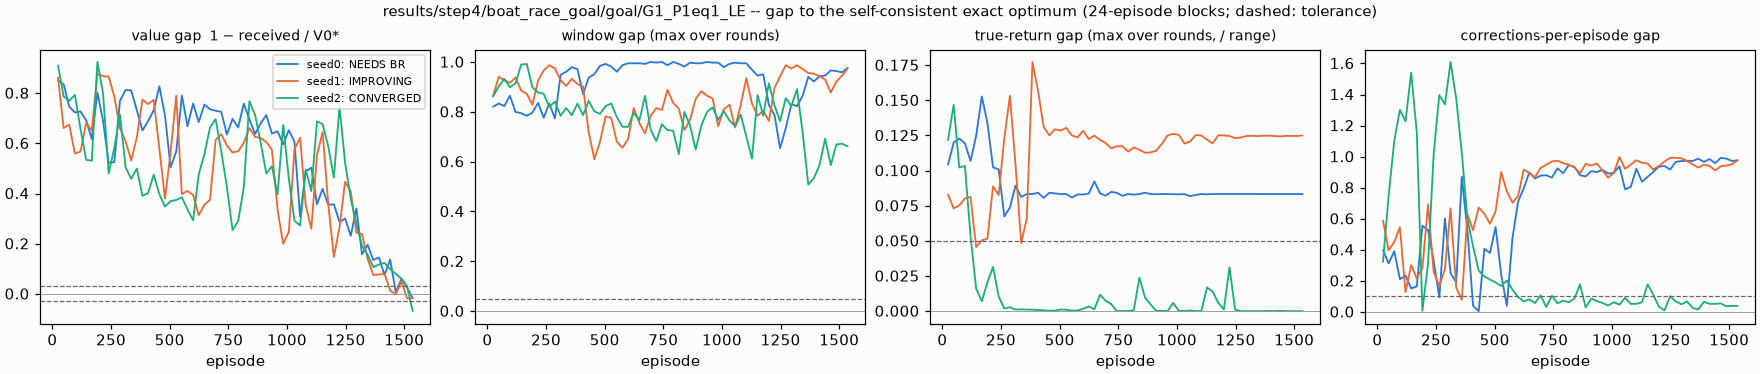 results/step4/boat_race_goal/goal/G1_P1eq1_LE -- gap to the self-consistent exact optimum (24-episode blocks; dashed: tolerance)
value gap 1 − received / V0*
seed0: NEEDS BR
seed1: IMPROVING
seed2: CONVERGED
0.8
0.6
0.4
0.2
0.0
0 250 500 750 1000 1250 1500
episode
window gap (max over rounds)
1.0
0.8
0.6
0.4
0.2
0.0
0 250 500 750 1000 1250 1500
episode
true-return gap (max over rounds, / range)
0.175
0.150
0.125
0.100
0.075
0.050
0.025
0.000
0 250 500 750 1000 1250 1500
episode
corrections-per-episode gap
1.6
1.4
1.2
1.0
0.8
0.6
0.4
0.2
0.0
0 250 500 750 1000 1250 1500
episode